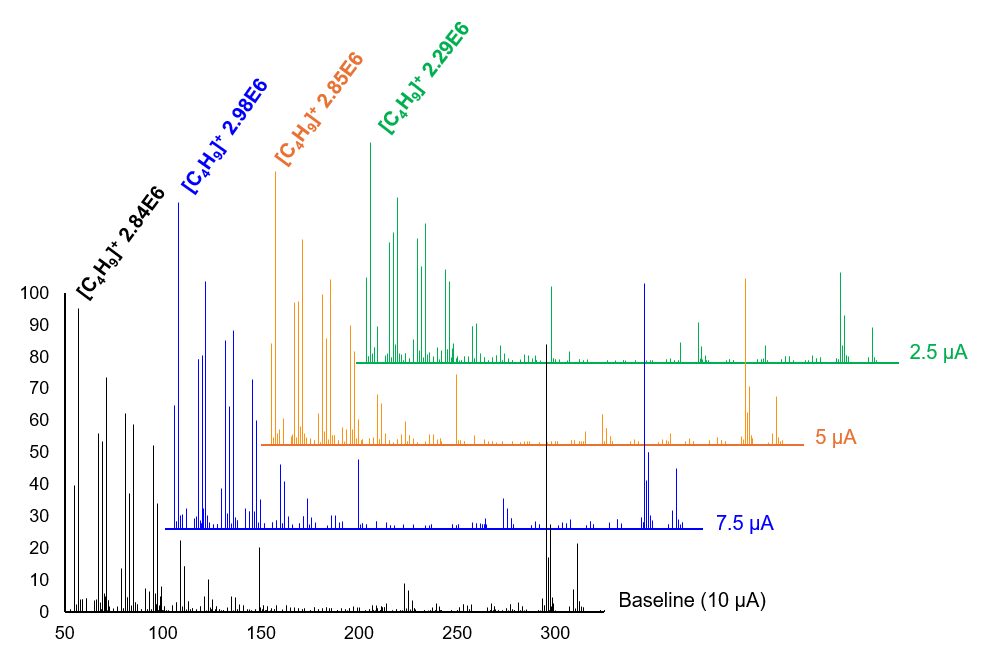 [C₄H₉]⁺ 2.29E6
[C₄H₉]⁺ 2.85E6
[C₄H₉]⁺ 2.98E6
[C₄H₉]⁺ 2.84E6
100
90
80
70
60
50
40
30
20
10
0
2.5 µA
5 µA
7.5 µA
Baseline (10 µA)
50 100 150 200 250 300